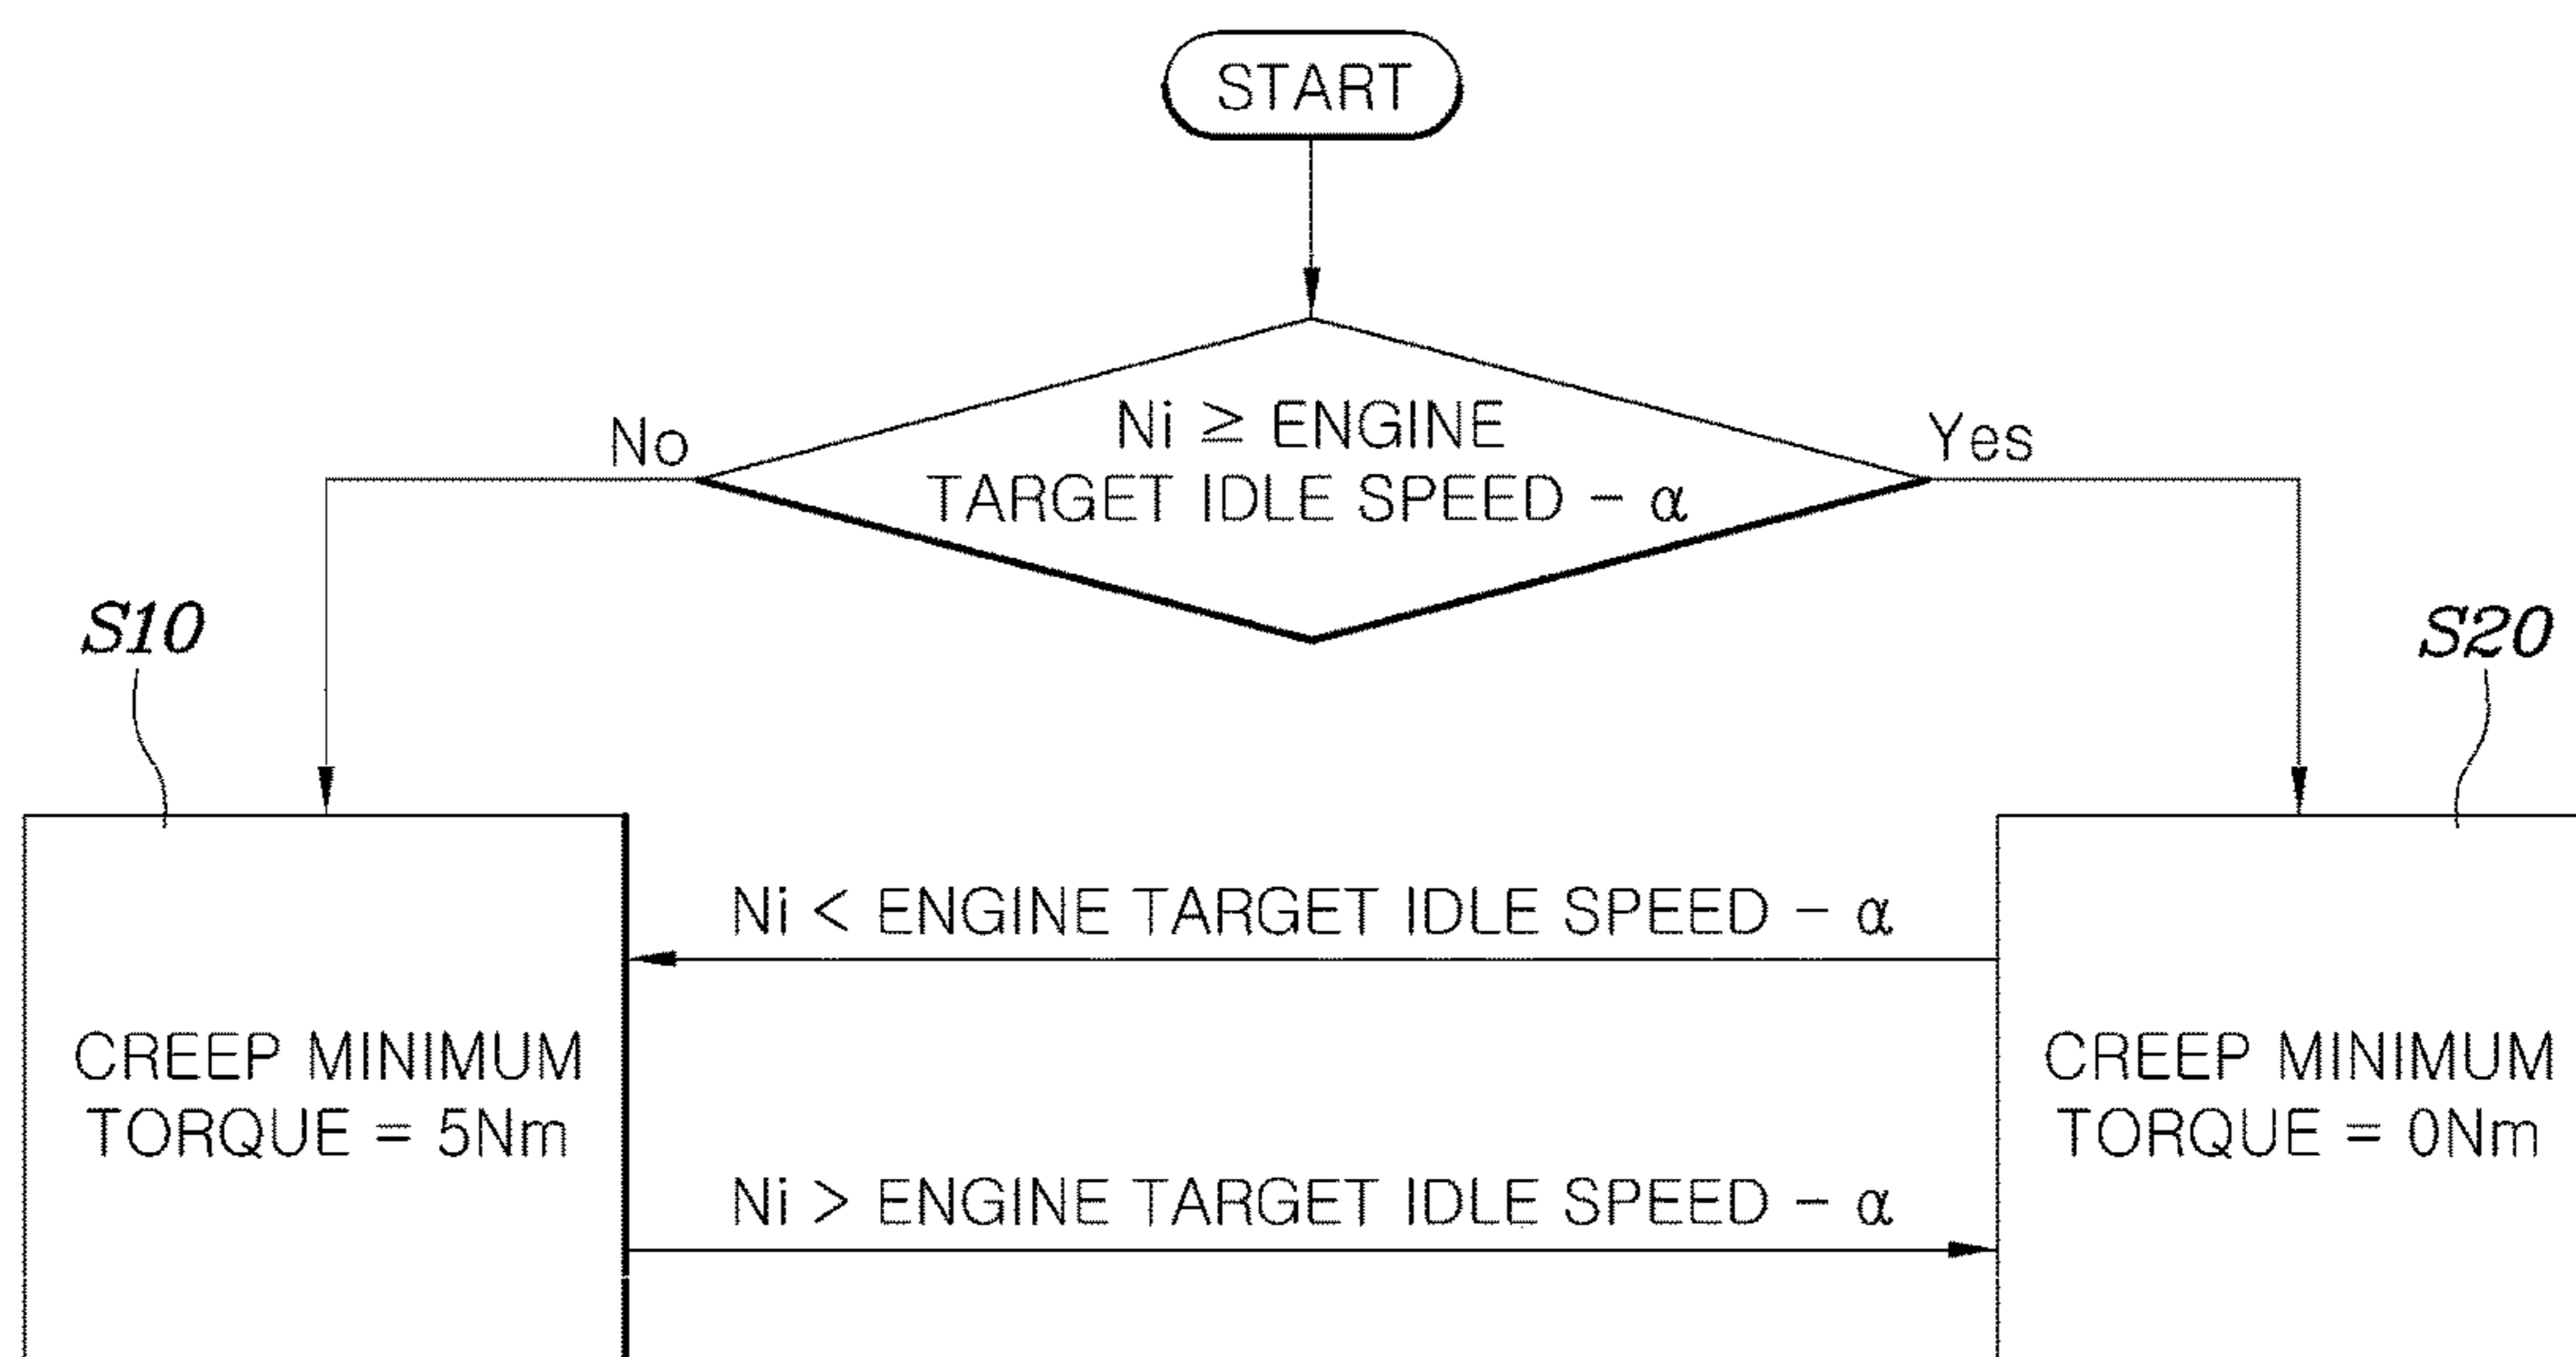 START
Ni ≥ ENGINE
TARGET IDLE SPEED − α
No
Yes
S10
S20
Ni < ENGINE TARGET IDLE SPEED − α
CREEP MINIMUM
TORQUE = 5Nm
CREEP MINIMUM
TORQUE = 0Nm
Ni > ENGINE TARGET IDLE SPEED − α